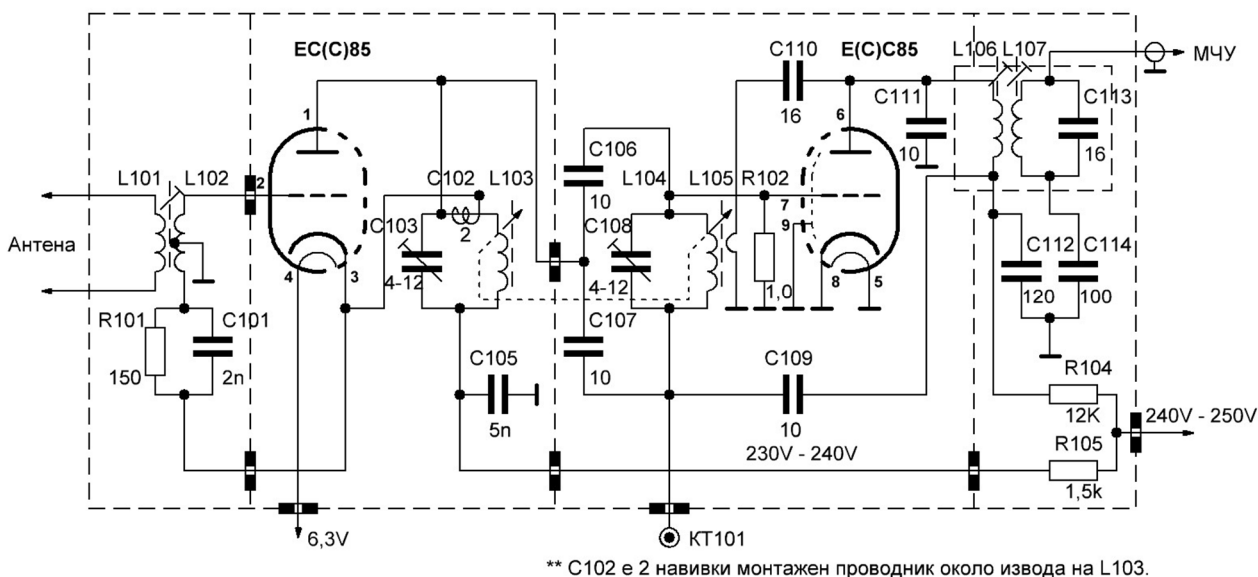 EC(C)85
E(C)C85
C110
16
L106
L107
МЧУ
C111
10
C113
16
1
6
L101
L102
2
C106
10
C102
2
L103
L104
L105
R102
7
9
C103
4-12
C108
4-12
1,0
Антена
4
3
8
5
C112
120
C114
100
R101
150
C101
2n
C105
5n
C107
10
C109
10
R104
12K
240V - 250V
230V - 240V
R105
1,5k
6,3V
КТ101
** C102 е 2 навивки монтажен проводник около извода на L103.